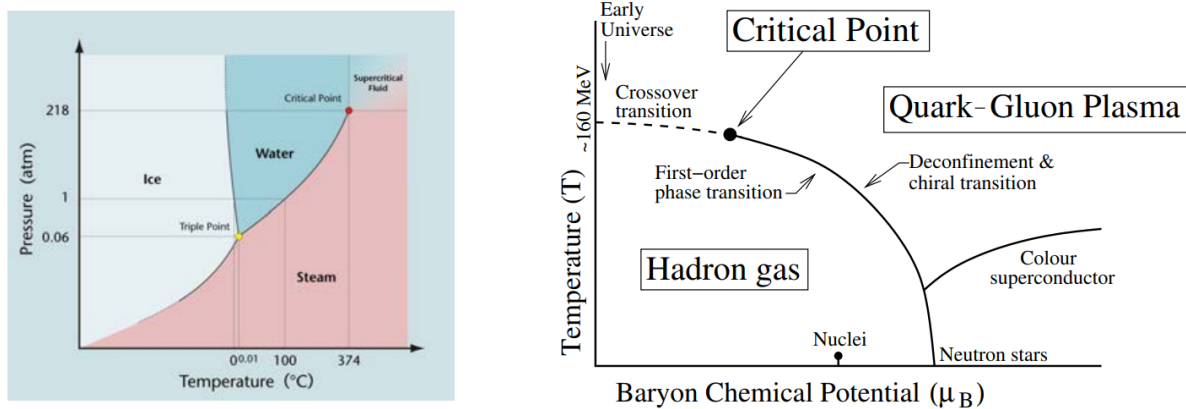 Pressure (atm)
218
1
0.06
Ice
Water
Steam
Critical Point
Supercritical
Fluid
Triple Point
0
0.01
100
374
Temperature (°C)
Early
Universe
Critical Point
Crossover
transition
~160 MeV
Quark-Gluon Plasma
First-order
phase transition
Deconfinement &
chiral transition
Temperature (T)
Hadron gas
Colour
superconductor
Nuclei
Neutron stars
Baryon Chemical Potential (μB)